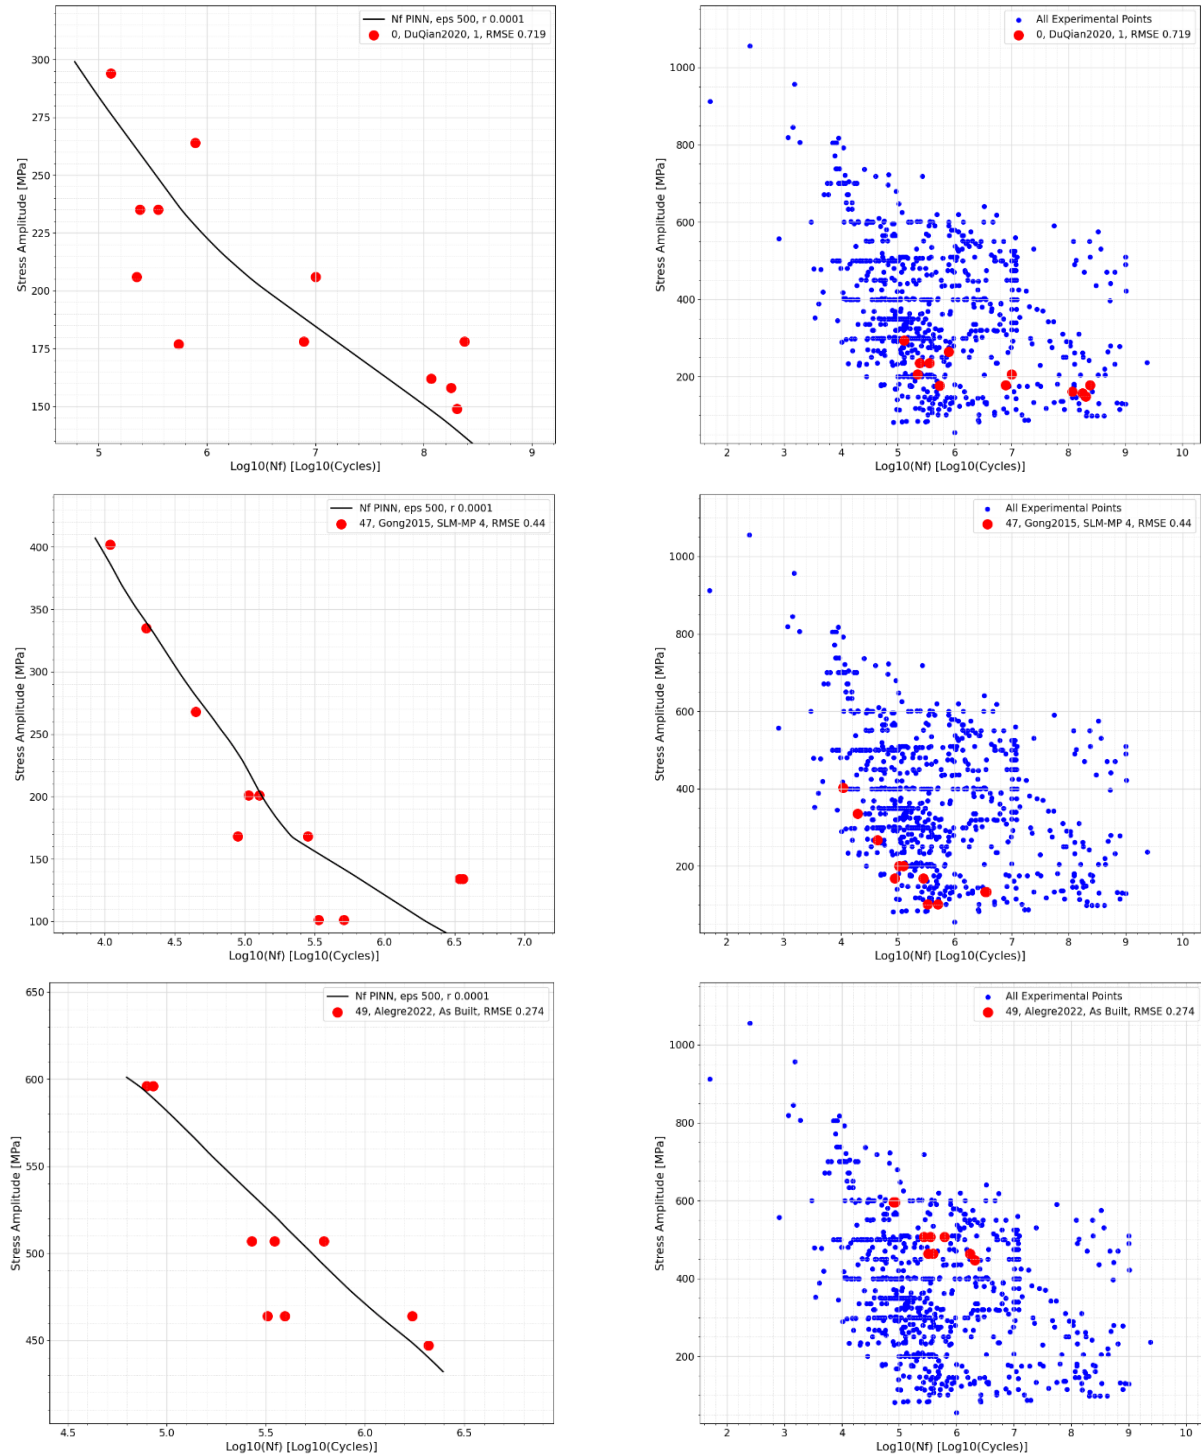 Nf PINN, eps 500, r 0.0001
0, DuQian2020, 1, RMSE 0.719
300
275
250
225
200
175
150
Stress Amplitude [MPa]
5 6 7 8 9
Log10(Nf) [Log10(Cycles)]
All Experimental Points
0, DuQian2020, 1, RMSE 0.719
1000
800
600
400
200
Stress Amplitude [MPa]
2 3 4 5 6 7 8 9 10
Log10(Nf) [Log10(Cycles)]
Nf PINN, eps 500, r 0.0001
47, Gong2015, SLM-MP 4, RMSE 0.44
400
350
300
250
200
150
100
Stress Amplitude [MPa]
4.0 4.5 5.0 5.5 6.0 6.5 7.0
Log10(Nf) [Log10(Cycles)]
All Experimental Points
47, Gong2015, SLM-MP 4, RMSE 0.44
1000
800
600
400
200
Stress Amplitude [MPa]
2 3 4 5 6 7 8 9 10
Log10(Nf) [Log10(Cycles)]
Nf PINN, eps 500, r 0.0001
49, Alegre2022, As Built, RMSE 0.274
650
600
550
500
450
Stress Amplitude [MPa]
4.5 5.0 5.5 6.0 6.5
Log10(Nf) [Log10(Cycles)]
All Experimental Points
49, Alegre2022, As Built, RMSE 0.274
1000
800
600
400
200
Stress Amplitude [MPa]
2 3 4 5 6 7 8 9 10
Log10(Nf) [Log10(Cycles)]